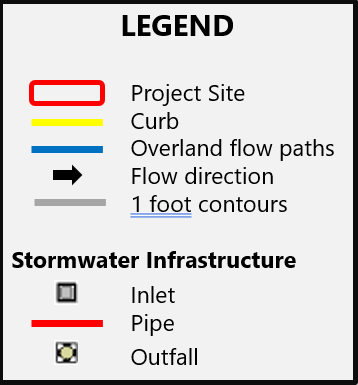 LEGEND
Project Site
Curb
Overland flow paths
Flow direction
1 foot contours
Stormwater Infrastructure
Inlet
Pipe
Outfall